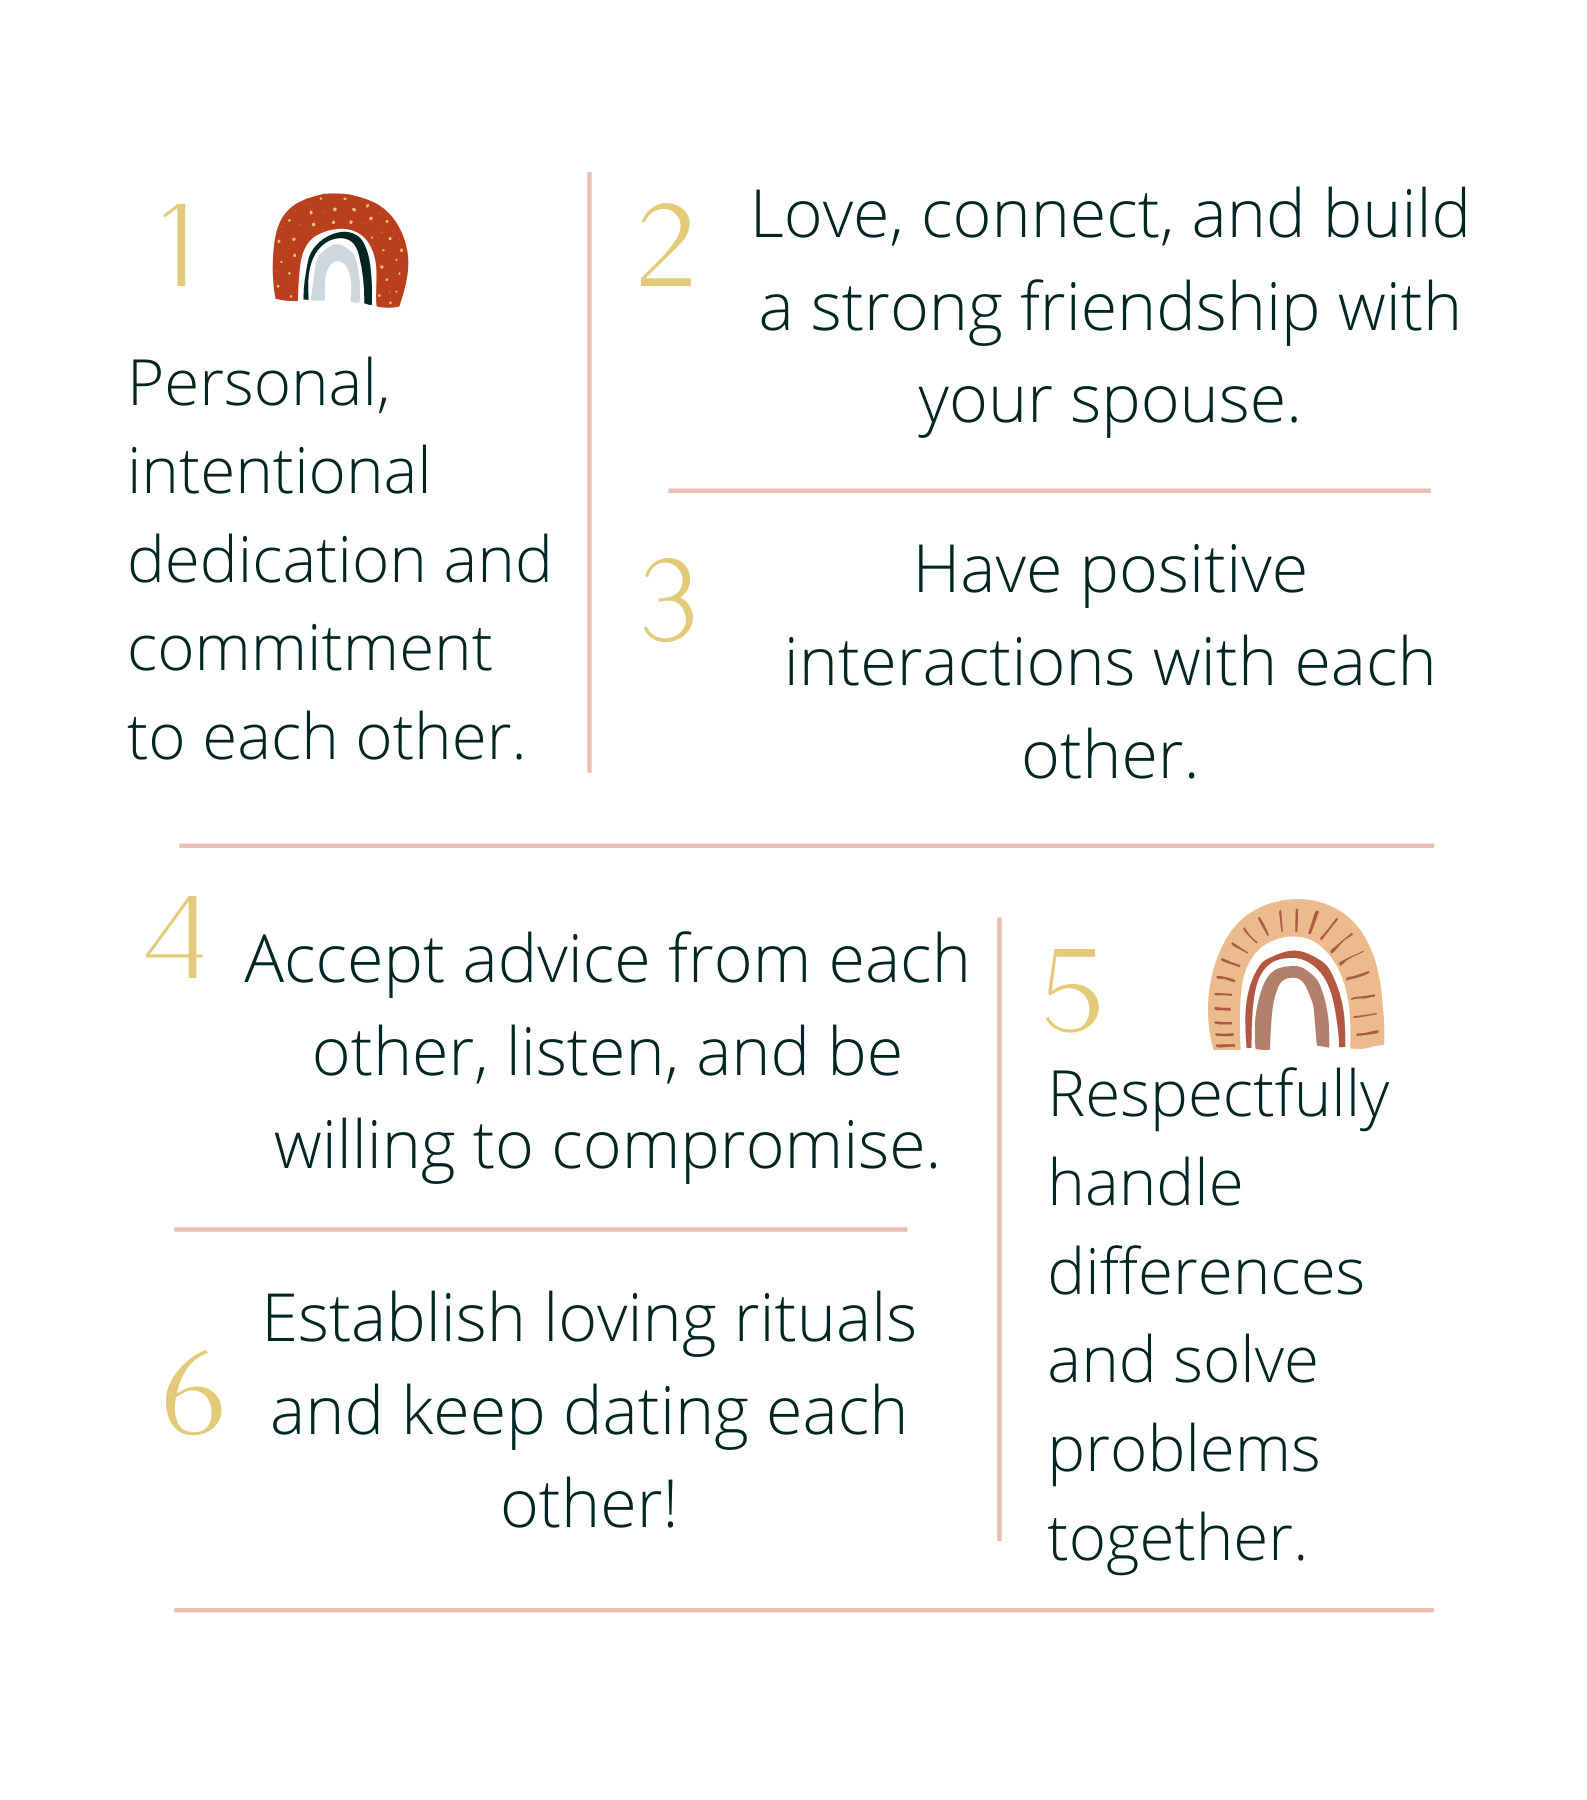 1
Personal,
intentional
dedication and
commitment
to each other.
2
Love, connect, and build
a strong friendship with
your spouse.
3
Have positive
interactions with each
other.
4
Accept advice from each
other, listen, and be
willing to compromise.
5
Respectfully
handle
differences
and solve
problems
together.
6
Establish loving rituals
and keep dating each
other!